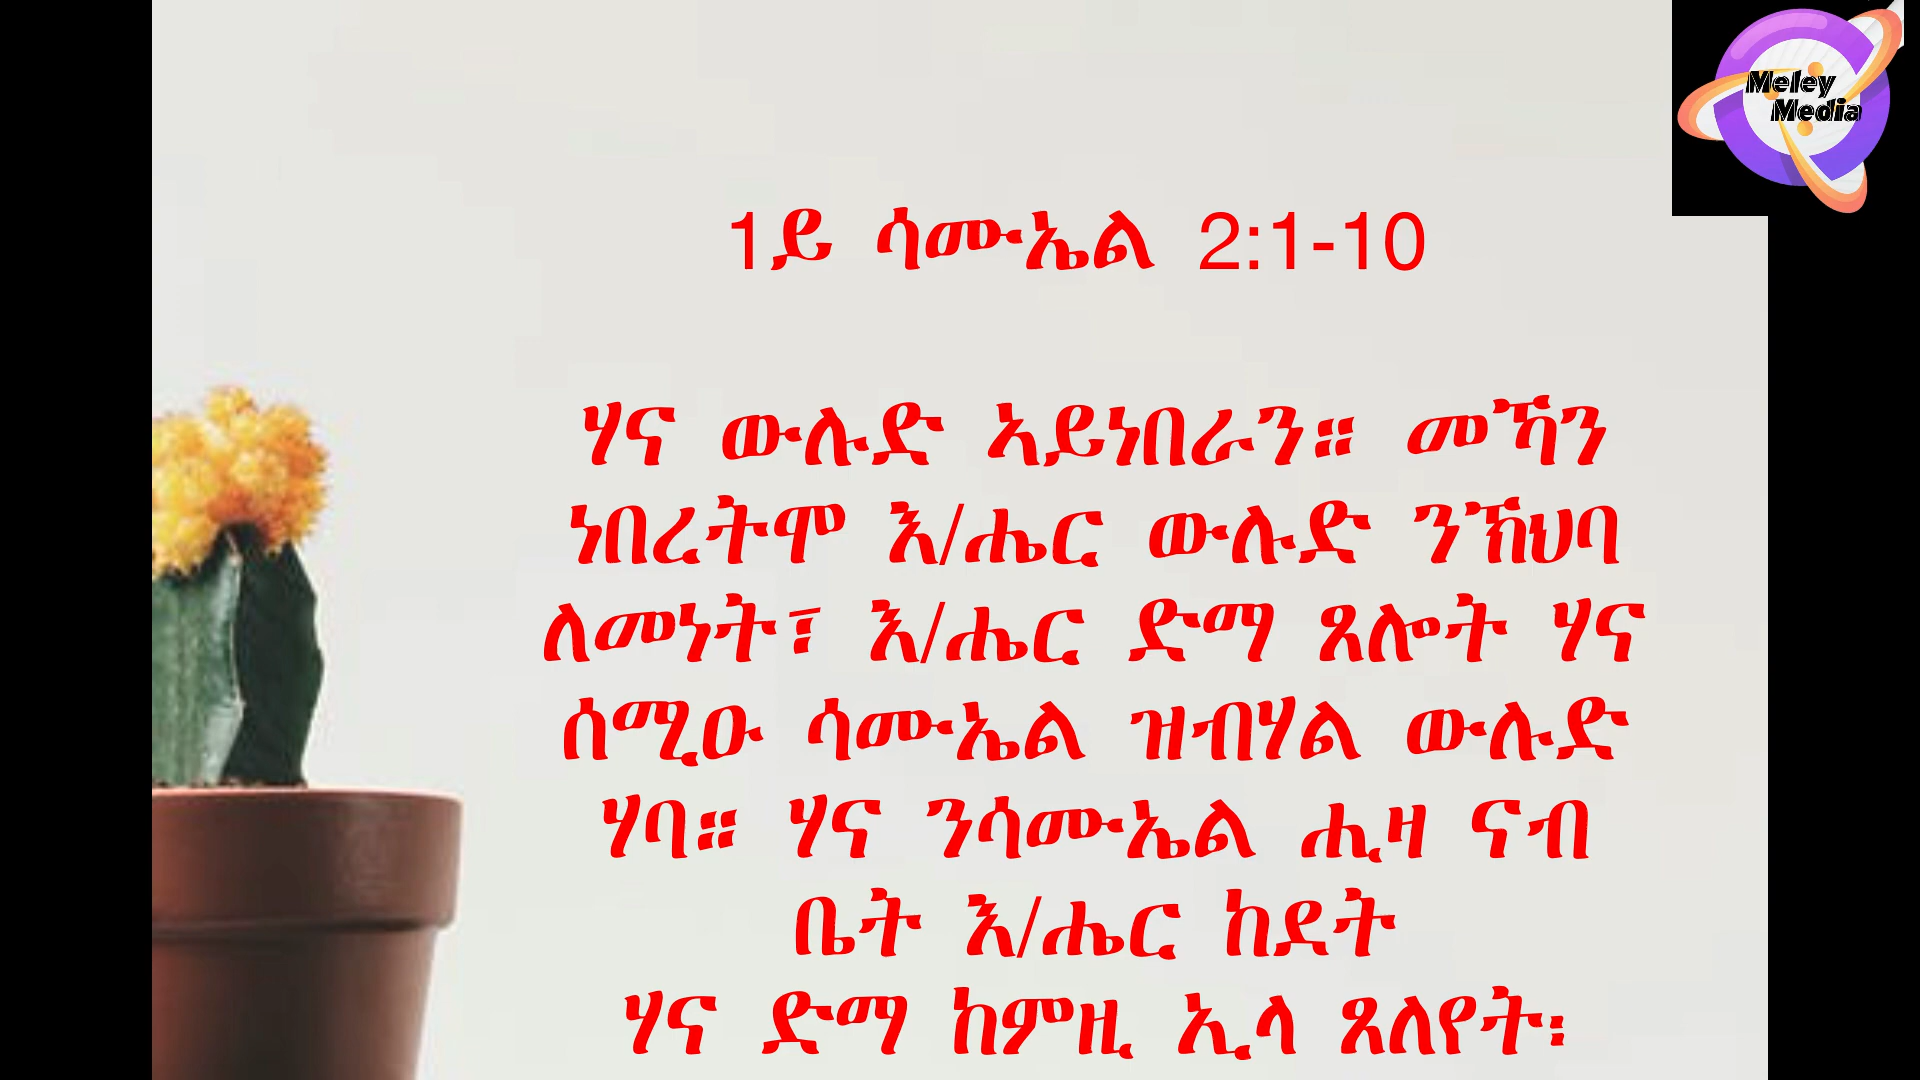 Meley
Media
1ይ ሳሙኤል 2:1-10
ሃና ውሉድ ኣይነበራን። መኻን
ነበረትሞ እ/ሔር ውሉድ ንኽህባ
ለመነት፣ እ/ሔር ድማ ጸሎት ሃና
ሰሚዑ ሳሙኤል ዝብሃል ውሉድ
ሃባ። ሃና ንሳሙኤል ሒዛ ናብ
ቤት እ/ሔር ከደት
ሃና ድማ ከምዚ ኢላ ጸለየት፥